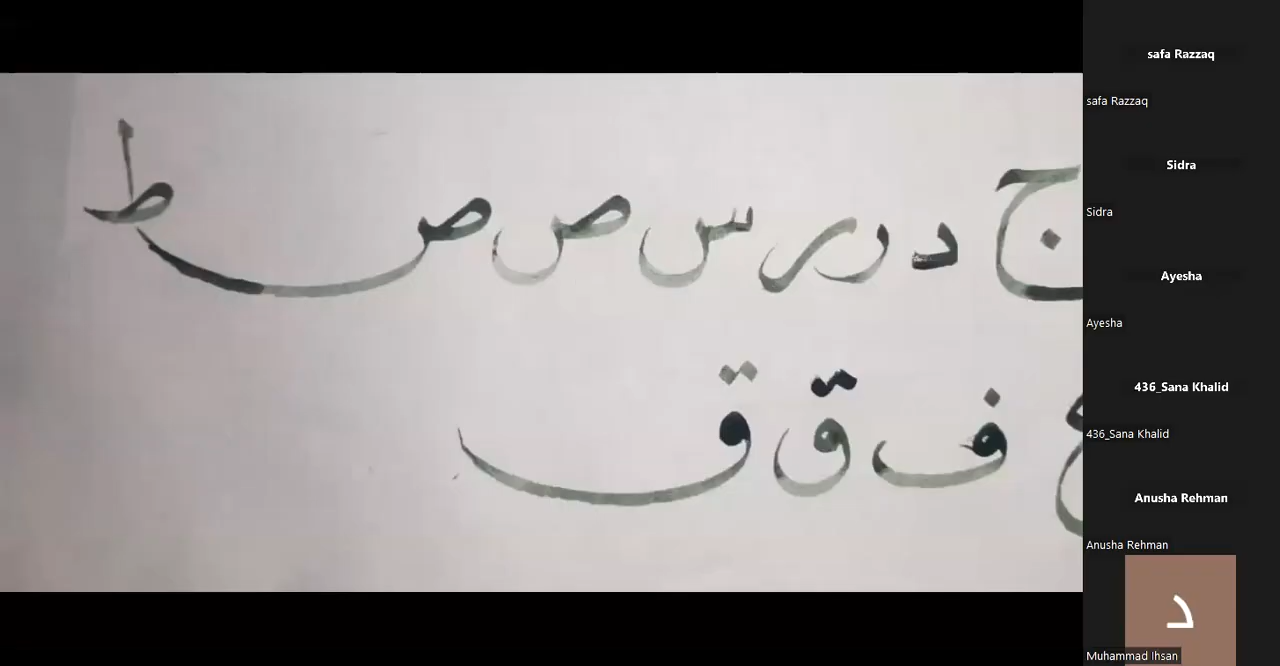 ج د ر ر س ص ص ط
ف ق ق
safa Razzaq
safa Razzaq
Sidra
Sidra
Ayesha
Ayesha
436_Sana Khalid
436_Sana Khalid
Anusha Rehman
Anusha Rehman
د
Muhammad Ihsan